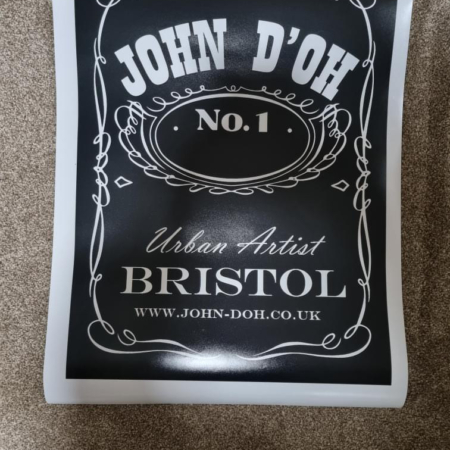 JOHN D'OH
· No.1 ·
Urban Artist
BRISTOL
WWW.JOHN-DOH.CO.UK